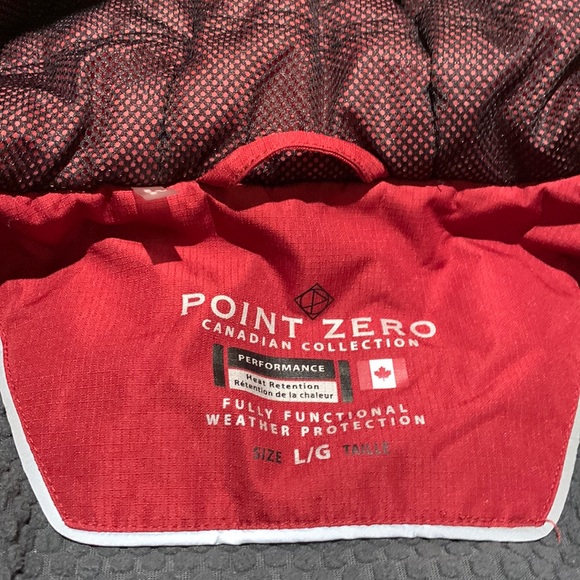 POINT ZERO
CANADIAN COLLECTION
PERFORMANCE
Heat Retention
Rétention de la chaleur
FULLY FUNCTIONAL
WEATHER PROTECTION
SIZE L/G TAILLE